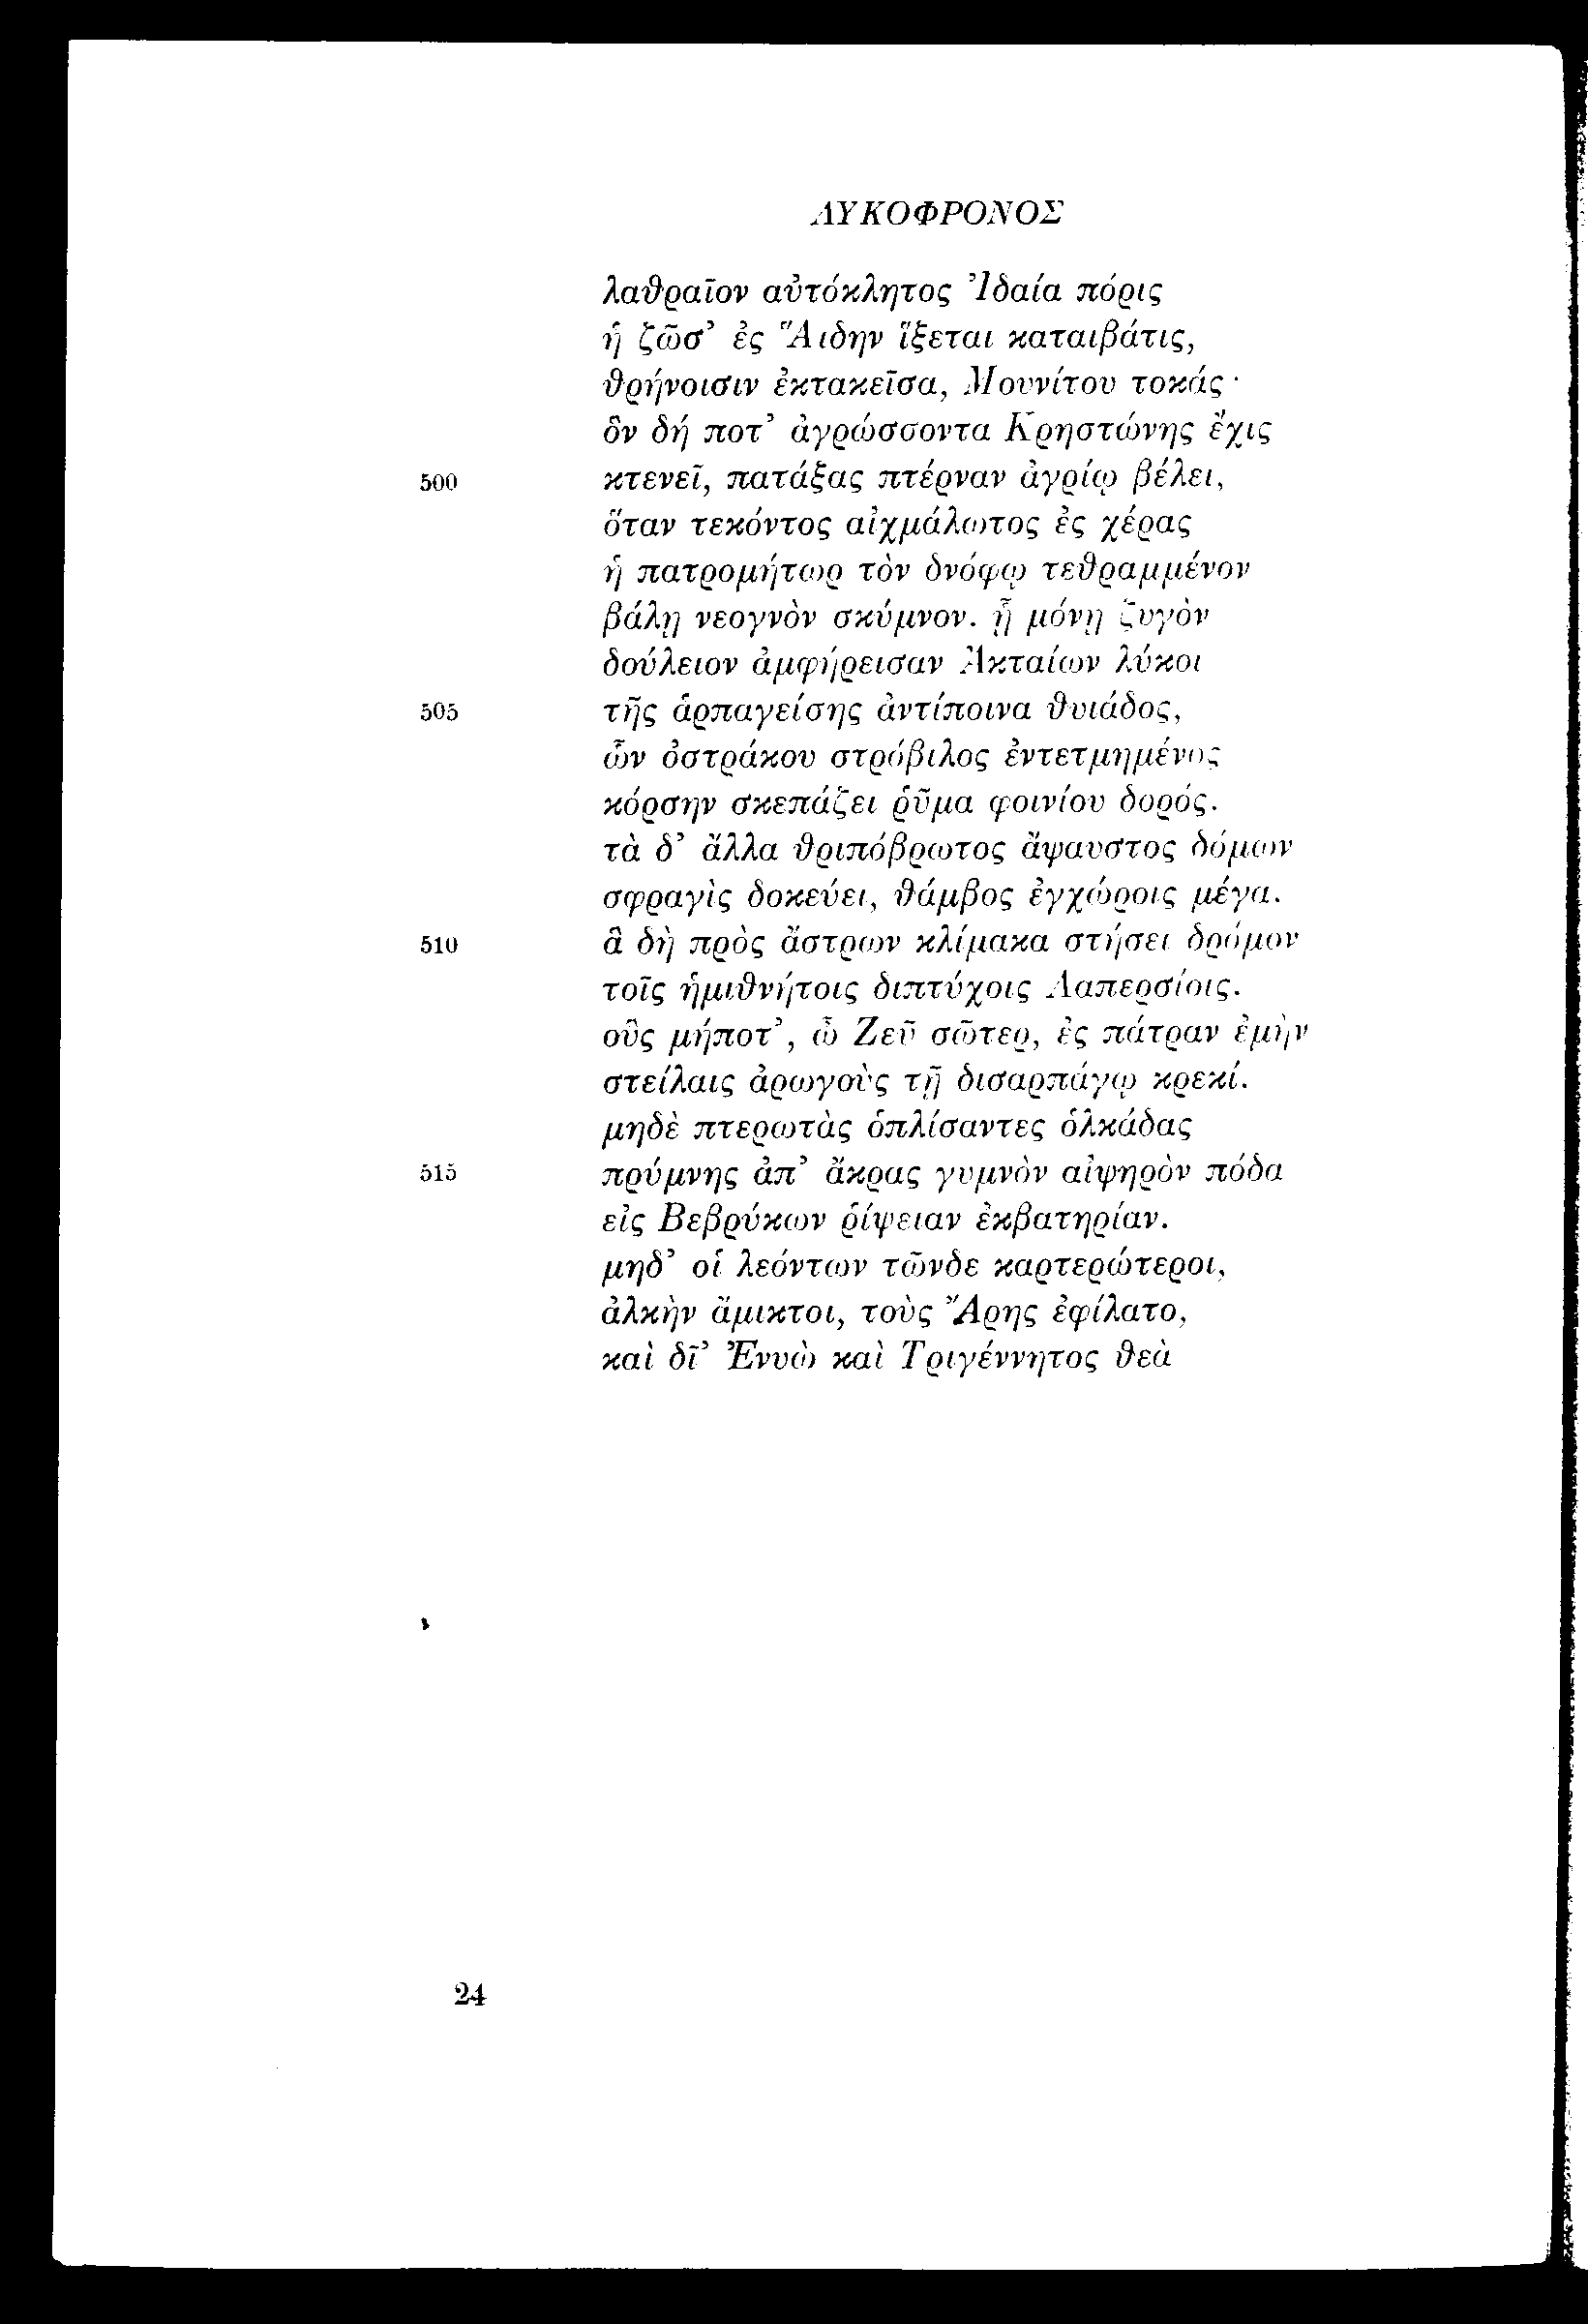 ΛΥΚΟΦΡΟΝΟΣ
λαθραῖον αὐτόκλητος Ἰδαία πόρις
ἡ ζῶσ’ ἐς Ἅιδην ἵξεται καταιβάτις,
θρήνοισιν ἐκτακεῖσα, Μουνίτου τοκάς·
ὃν δή ποτ’ ἀγρώσσοντα Κρηστώνης ἔχις
500 κτενεῖ, πατάξας πτέρναν ἀγρίῳ βέλει,
ὅταν τεκόντος αἰχμάλωτος ἐς χέρας
ἡ πατρομήτωρ τὸν δνόφῳ τεθραμμένον
βάλῃ νεογνὸν σκύμνον. ᾗ μόνῃ ζυγὸν
δούλειον ἀμφήρεισαν Ἀκταίων λύκοι
505 τῆς ἁρπαγείσης ἀντίποινα θυιάδος,
ὧν ὀστράκου στρόβιλος ἐντετμημένος
κόρσην σκεπάζει ῥῦμα φοινίου δορός.
τὰ δ’ ἄλλα θριπόβρωτος ἄψαυστος δόμων
σφραγὶς δοκεύει, θάμβος ἐγχώροις μέγα.
510 ἃ δὴ πρὸς ἄστρων κλίμακα στήσει δρόμον
τοῖς ἡμιθνήτοις διπτύχοις Λαπερσίοις.
οὓς μήποτ’, ὦ Ζεῦ σῶτερ, ἐς πάτραν ἐμὴν
στείλαις ἀρωγοὺς τῇ δισαρπάγῳ κρεκί.
μηδὲ πτερωτὰς ὁπλίσαντες ὁλκάδας
515 πρύμνης ἀπ’ ἄκρας γυμνὸν αἰψηρὸν πόδα
εἰς Βεβρύκων ῥίψειαν ἐκβατηρίαν.
μηδ’ οἱ λεόντων τῶνδε καρτερώτεροι,
ἀλκὴν ἄμικτοι, τοὺς Ἄρης ἐφίλατο,
καὶ δῖ’ Ἐνυὼ καὶ Τριγέννητος θεὰ
24